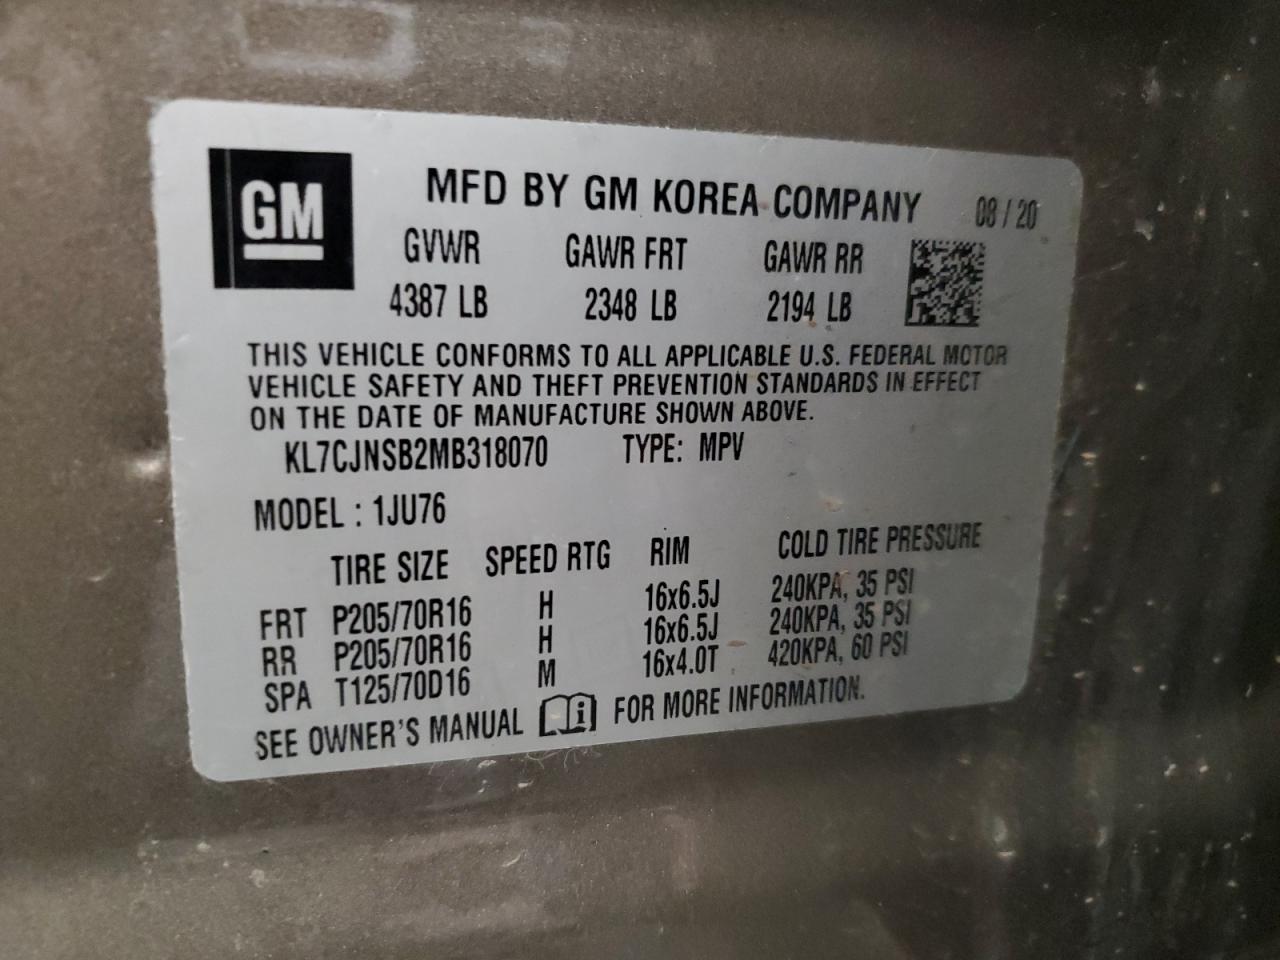 GM
MFD BY GM KOREA COMPANY 08 / 20
GVWR GAWR FRT GAWR RR
4387 LB 2348 LB 2194 LB
THIS VEHICLE CONFORMS TO ALL APPLICABLE U.S. FEDERAL MOTOR
VEHICLE SAFETY AND THEFT PREVENTION STANDARDS IN EFFECT
ON THE DATE OF MANUFACTURE SHOWN ABOVE.
KL7CJNSB2MB318070 TYPE: MPV
MODEL : 1JU76
TIRE SIZE SPEED RTG RIM COLD TIRE PRESSURE
FRT P205/70R16 H 16x6.5J 240KPA, 35 PSI
RR P205/70R16 H 16x6.5J 240KPA, 35 PSI
SPA T125/70D16 M 16x4.0T 420KPA, 60 PSI
SEE OWNER'S MANUAL i FOR MORE INFORMATION.